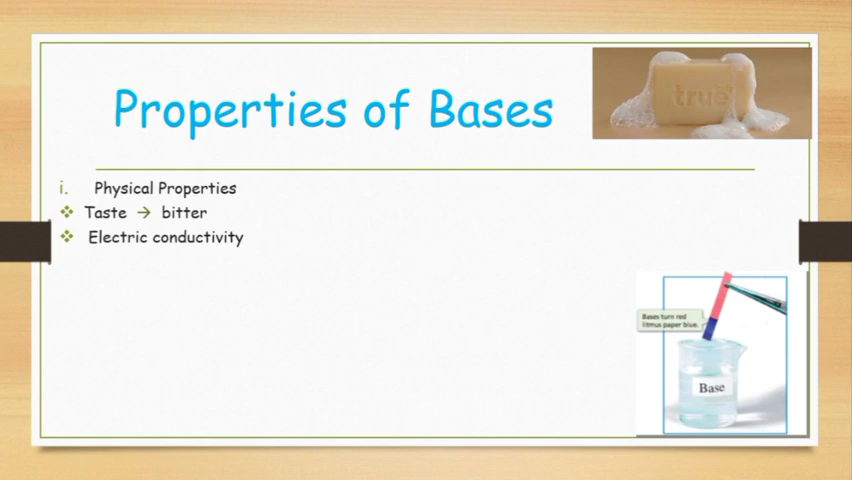 Properties of Bases
true
i. Physical Properties
❖ Taste → bitter
❖ Electric conductivity
Bases turn red
litmus paper blue.
Base